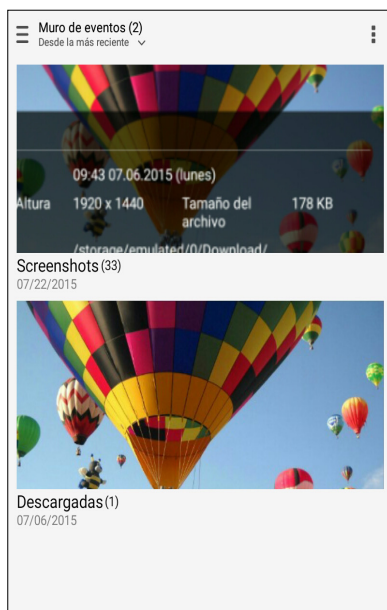 Muro de eventos (2)
Desde la más reciente
09:43 07.06.2015 (lunes)
Altura 1920 x 1440 Tamaño del archivo 178 KB
/storage/emulated/0/Download/
Screenshots (33)
07/22/2015
Descargadas (1)
07/06/2015